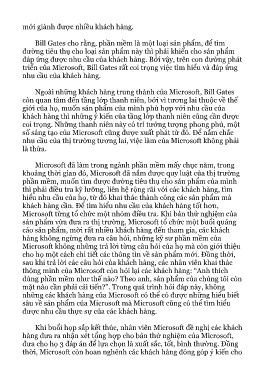 mới giành được nhiều khách hàng.
Bill Gates cho rằng, phần mềm là một loại sản phẩm, để tìm
đường tiêu thụ cho loại sản phẩm này thì phải khiến cho sản phẩm
đáp ứng được nhu cầu của khách hàng. Bởi vậy, trên con đường phát
triển của Microsoft, Bill Gates rất coi trọng việc tìm hiểu và đáp ứng
nhu cầu của khách hàng.
Ngoài những khách hàng trung thành của Microsoft, Bill Gates
còn quan tâm đến tầng lớp thanh niên, bởi vì tương lai thuộc về thế
giới của họ, muốn sản phẩm của mình phù hợp với nhu cầu của
khách hàng thì những ý kiến của tầng lớp thanh niên cũng cần được
coi trọng. Những thanh niên này có trí tưởng tượng phong phú, một
số sáng tạo của Microsoft cũng được xuất phát từ đó. Để nắm chắc
nhu cầu của thị trường tương lai, việc làm của Microsoft không phải
là thừa.
Microsoft đã làm trong ngành phần mềm mấy chục năm, trong
khoảng thời gian đó, Microsoft đã nắm được quy luật của thị trường
phần mềm, muốn tìm được đường tiêu thụ cho sản phẩm của mình
thì phải điều tra kỹ lưỡng, liên hệ rộng rãi với các khách hàng, tìm
hiểu nhu cầu của họ, từ đó khai thác thành công các sản phẩm mà
khách hàng cần. Để tìm hiểu nhu cầu của khách hàng tốt hơn,
Microsoft từng tổ chức một nhóm điều tra. Khi bản thử nghiệm của
sản phẩm vừa đưa ra thị trường, Microsoft tổ chức một buổi quảng
cáo sản phẩm, mời rất nhiều khách hàng đến tham gia, các khách
hàng không ngừng đưa ra câu hỏi, những kỹ sư phần mềm của
Microsoft không những trả lời từng câu hỏi của họ mà còn giới thiệu
cho họ một cách chi tiết các thông tin về sản phẩm mới. Đồng thời,
sau khi trả lời các câu hỏi của khách hàng, các nhân viên khai thác
thông minh của Microsoft còn hỏi lại các khách hàng: "Anh thích
dùng phần mềm như thế nào? Theo anh, sản phẩm của chúng tôi còn
mặt nào cần phải cải tiến?". Trong quá trình hỏi đáp này, không
những các khách hàng của Microsoft có thể có được những hiểu biết
sâu về sản phẩm của Microsoft mà Microsoft cũng có thể tìm hiểu
được nhu cầu thực sự của các khách hàng.
Khi buổi họp sắp kết thúc, nhân viên Microsoft đề nghị các khách
hàng đưa ra nhận xét tổng hợp cho bản thử nghiệm của Microsoft,
đưa cho họ 3 đáp án để lựa chọn là xuất sắc, tốt, bình thường. Đồng
thời, Microsoft còn hoan nghênh các khách hàng đóng góp ý kiến cho